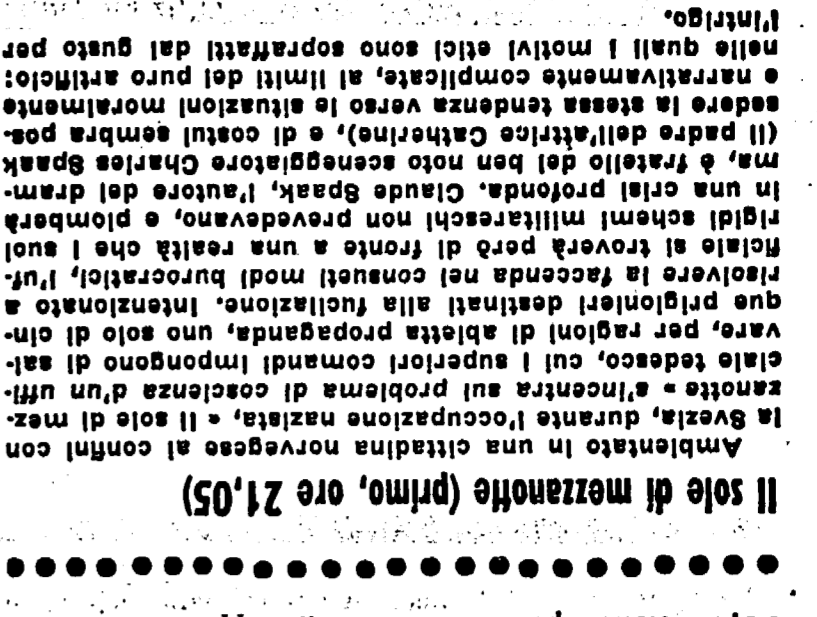 Il sole di mezzanotte (primo, ore 21,05)
Ambientato in una cittadina norvegese ai confini con
la Svezia, durante l'occupazione nazista, « Il sole di mez-
zanotte » s'incentra sul problema di coscienza d'un uffi-
ciale tedesco, cui i superiori comandi impongono di sal-
vare, per ragioni di abietta propaganda, uno solo di cin-
que prigionieri destinati alla fucilazione. Intenzionato a
risolvere la faccenda nei consueti modi burocratici, l'uf-
ficiale si troverà però di fronte a una realtà che i suoi
rigidi schemi militareschi non prevedevano, e piomberà
in una crisi profonda. Claude Spaak, l'autore del dram-
ma, è fratello del ben noto sceneggiatore Charles Spaak
(il padre dell'attrice Catherine), e di costui sembra pos-
sedere la stessa tendenza verso le situazioni moralmente
e narrativamente complicate, al limiti del puro artificio:
nelle quali i motivi etici sono sopraffatti dal gusto per
l'intrigo.